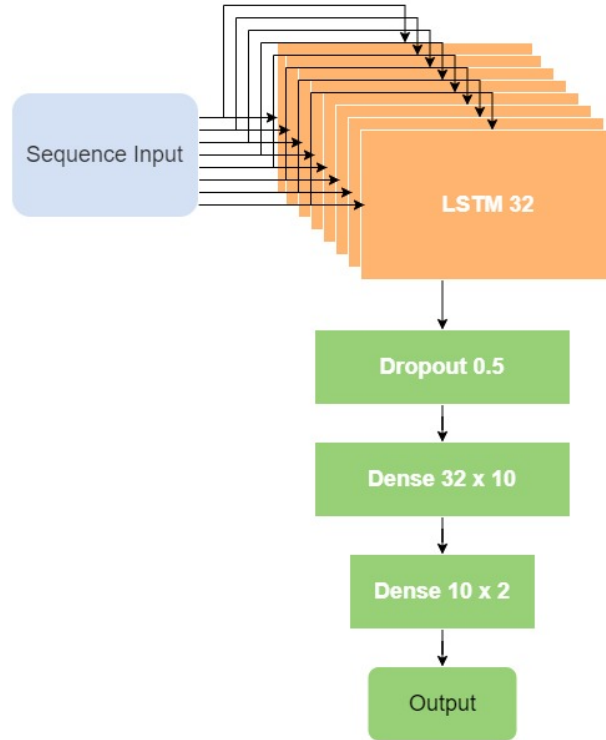 Sequence Input
LSTM 32
Dropout 0.5
Dense 32 x 10
Dense 10 x 2
Output